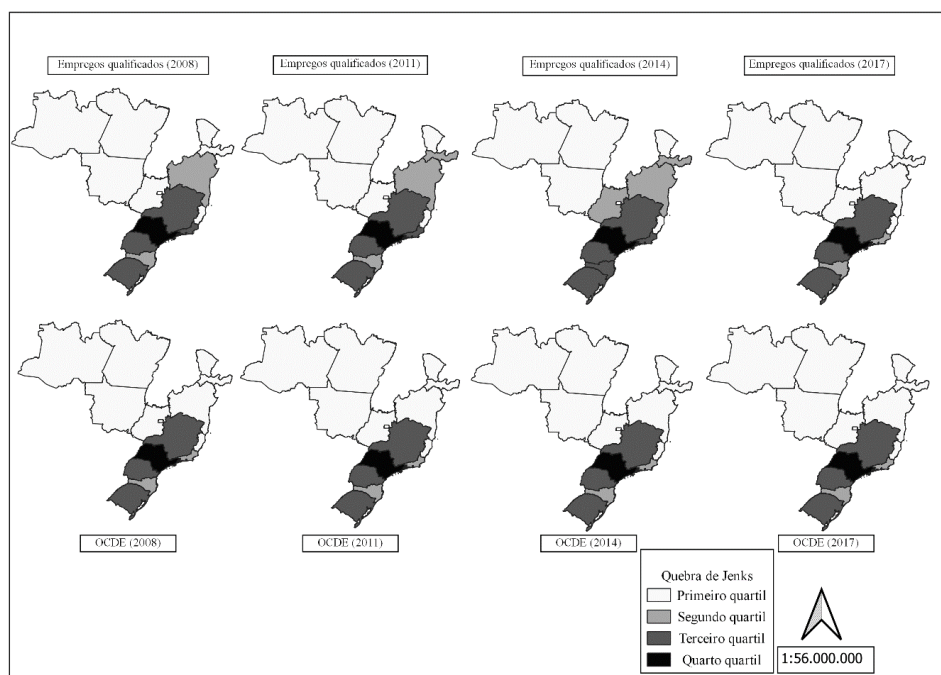 Empregos qualificados (2008)
Empregos qualificados (2011)
Empregos qualificados (2014)
Empregos qualificados (2017)
OCDE (2008)
OCDE (2011)
OCDE (2014)
OCDE (2017)
Quebra de Jenks
Primeiro quartil
Segundo quartil
Terceiro quartil
Quarto quartil
1:56.000.000